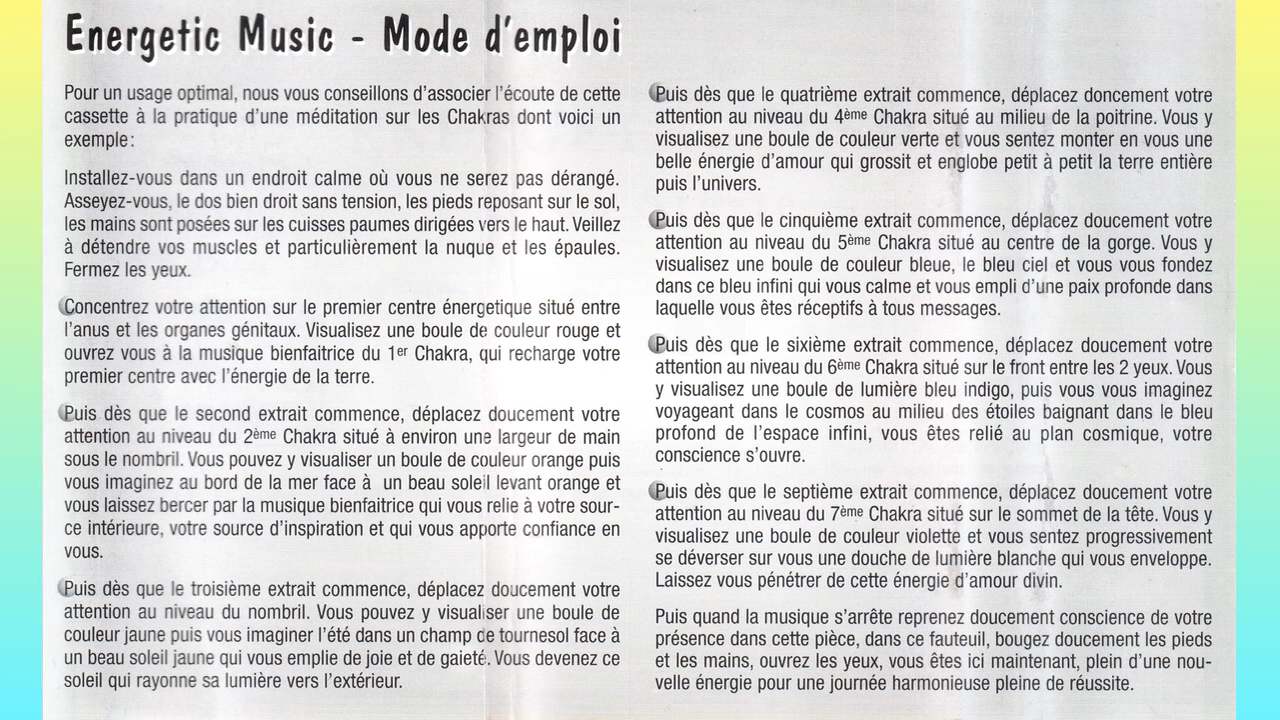 Energetic Music - Mode d'emploi
Pour un usage optimal, nous vous conseillons d'associer l'écoute de cette
cassette à la pratique d'une méditation sur les Chakras dont voici un
exemple:
Installez-vous dans un endroit calme où vous ne serez pas dérangé.
Asseyez-vous, le dos bien droit sans tension, les pieds reposant sur le sol,
les mains sont posées sur les cuisses paumes dirigées vers le haut. Veillez
à détendre vos muscles et particulièrement la nuque et les épaules.
Fermez les yeux.
Concentrez votre attention sur le premier centre énergetique situé entre
l'anus et les organes génitaux. Visualisez une boule de couleur rouge et
ouvrez vous à la musique bienfaitrice du 1er Chakra, qui recharge votre
premier centre avec l'énergie de la terre.
Puis dès que le second extrait commence, déplacez doucement votre
attention au niveau du 2ème Chakra situé à environ une largeur de main
sous le nombril. Vous pouvez y visualiser un boule de couleur orange puis
vous imaginez au bord de la mer face à un beau soleil levant orange et
vous laissez bercer par la musique bienfaitrice qui vous relie à votre sour-
ce intérieure, votre source d'inspiration et qui vous apporte confiance en
vous.
Puis dès que le troisième extrait commence, déplacez doucement votre
attention au niveau du nombril. Vous pouvez y visualiser une boule de
couleur jaune puis vous imaginer l'été dans un champ de tournesol face à
un beau soleil jaune qui vous emplie de joie et de gaieté. Vous devenez ce
soleil qui rayonne sa lumière vers l'extérieur.
Puis dès que le quatrième extrait commence, déplacez doncement votre
attention au niveau du 4ème Chakra situé au milieu de la poitrine. Vous y
visualisez une boule de couleur verte et vous sentez monter en vous une
belle énergie d'amour qui grossit et englobe petit à petit la terre entière
puis l'univers.
Puis dès que le cinquième extrait commence, déplacez doucement votre
attention au niveau du 5ème Chakra situé au centre de la gorge. Vous y
visualisez une boule de couleur bleue, le bleu ciel et vous vous fondez
dans ce bleu infini qui vous calme et vous empli d'une paix profonde dans
laquelle vous êtes réceptifs à tous messages.
Puis dès que le sixième extrait commence, déplacez doucement votre
attention au niveau du 6ème Chakra situé sur le front entre les 2 yeux. Vous
y visualisez une boule de lumière bleu indigo, puis vous vous imaginez
voyageant dans le cosmos au milieu des étoiles baignant dans le bleu
profond de l'espace infini, vous êtes relié au plan cosmique, votre
conscience s'ouvre.
Puis dès que le septième extrait commence, déplacez doucement votre
attention au niveau du 7ème Chakra situé sur le sommet de la tête. Vous y
visualisez une boule de couleur violette et vous sentez progressivement
se déverser sur vous une douche de lumière blanche qui vous enveloppe.
Laissez vous pénétrer de cette énergie d'amour divin.
Puis quand la musique s'arrête reprenez doucement conscience de votre
présence dans cette pièce, dans ce fauteuil, bougez doucement les pieds
et les mains, ouvrez les yeux, vous êtes ici maintenant, plein d'une nou-
velle énergie pour une journée harmonieuse pleine de réussite.